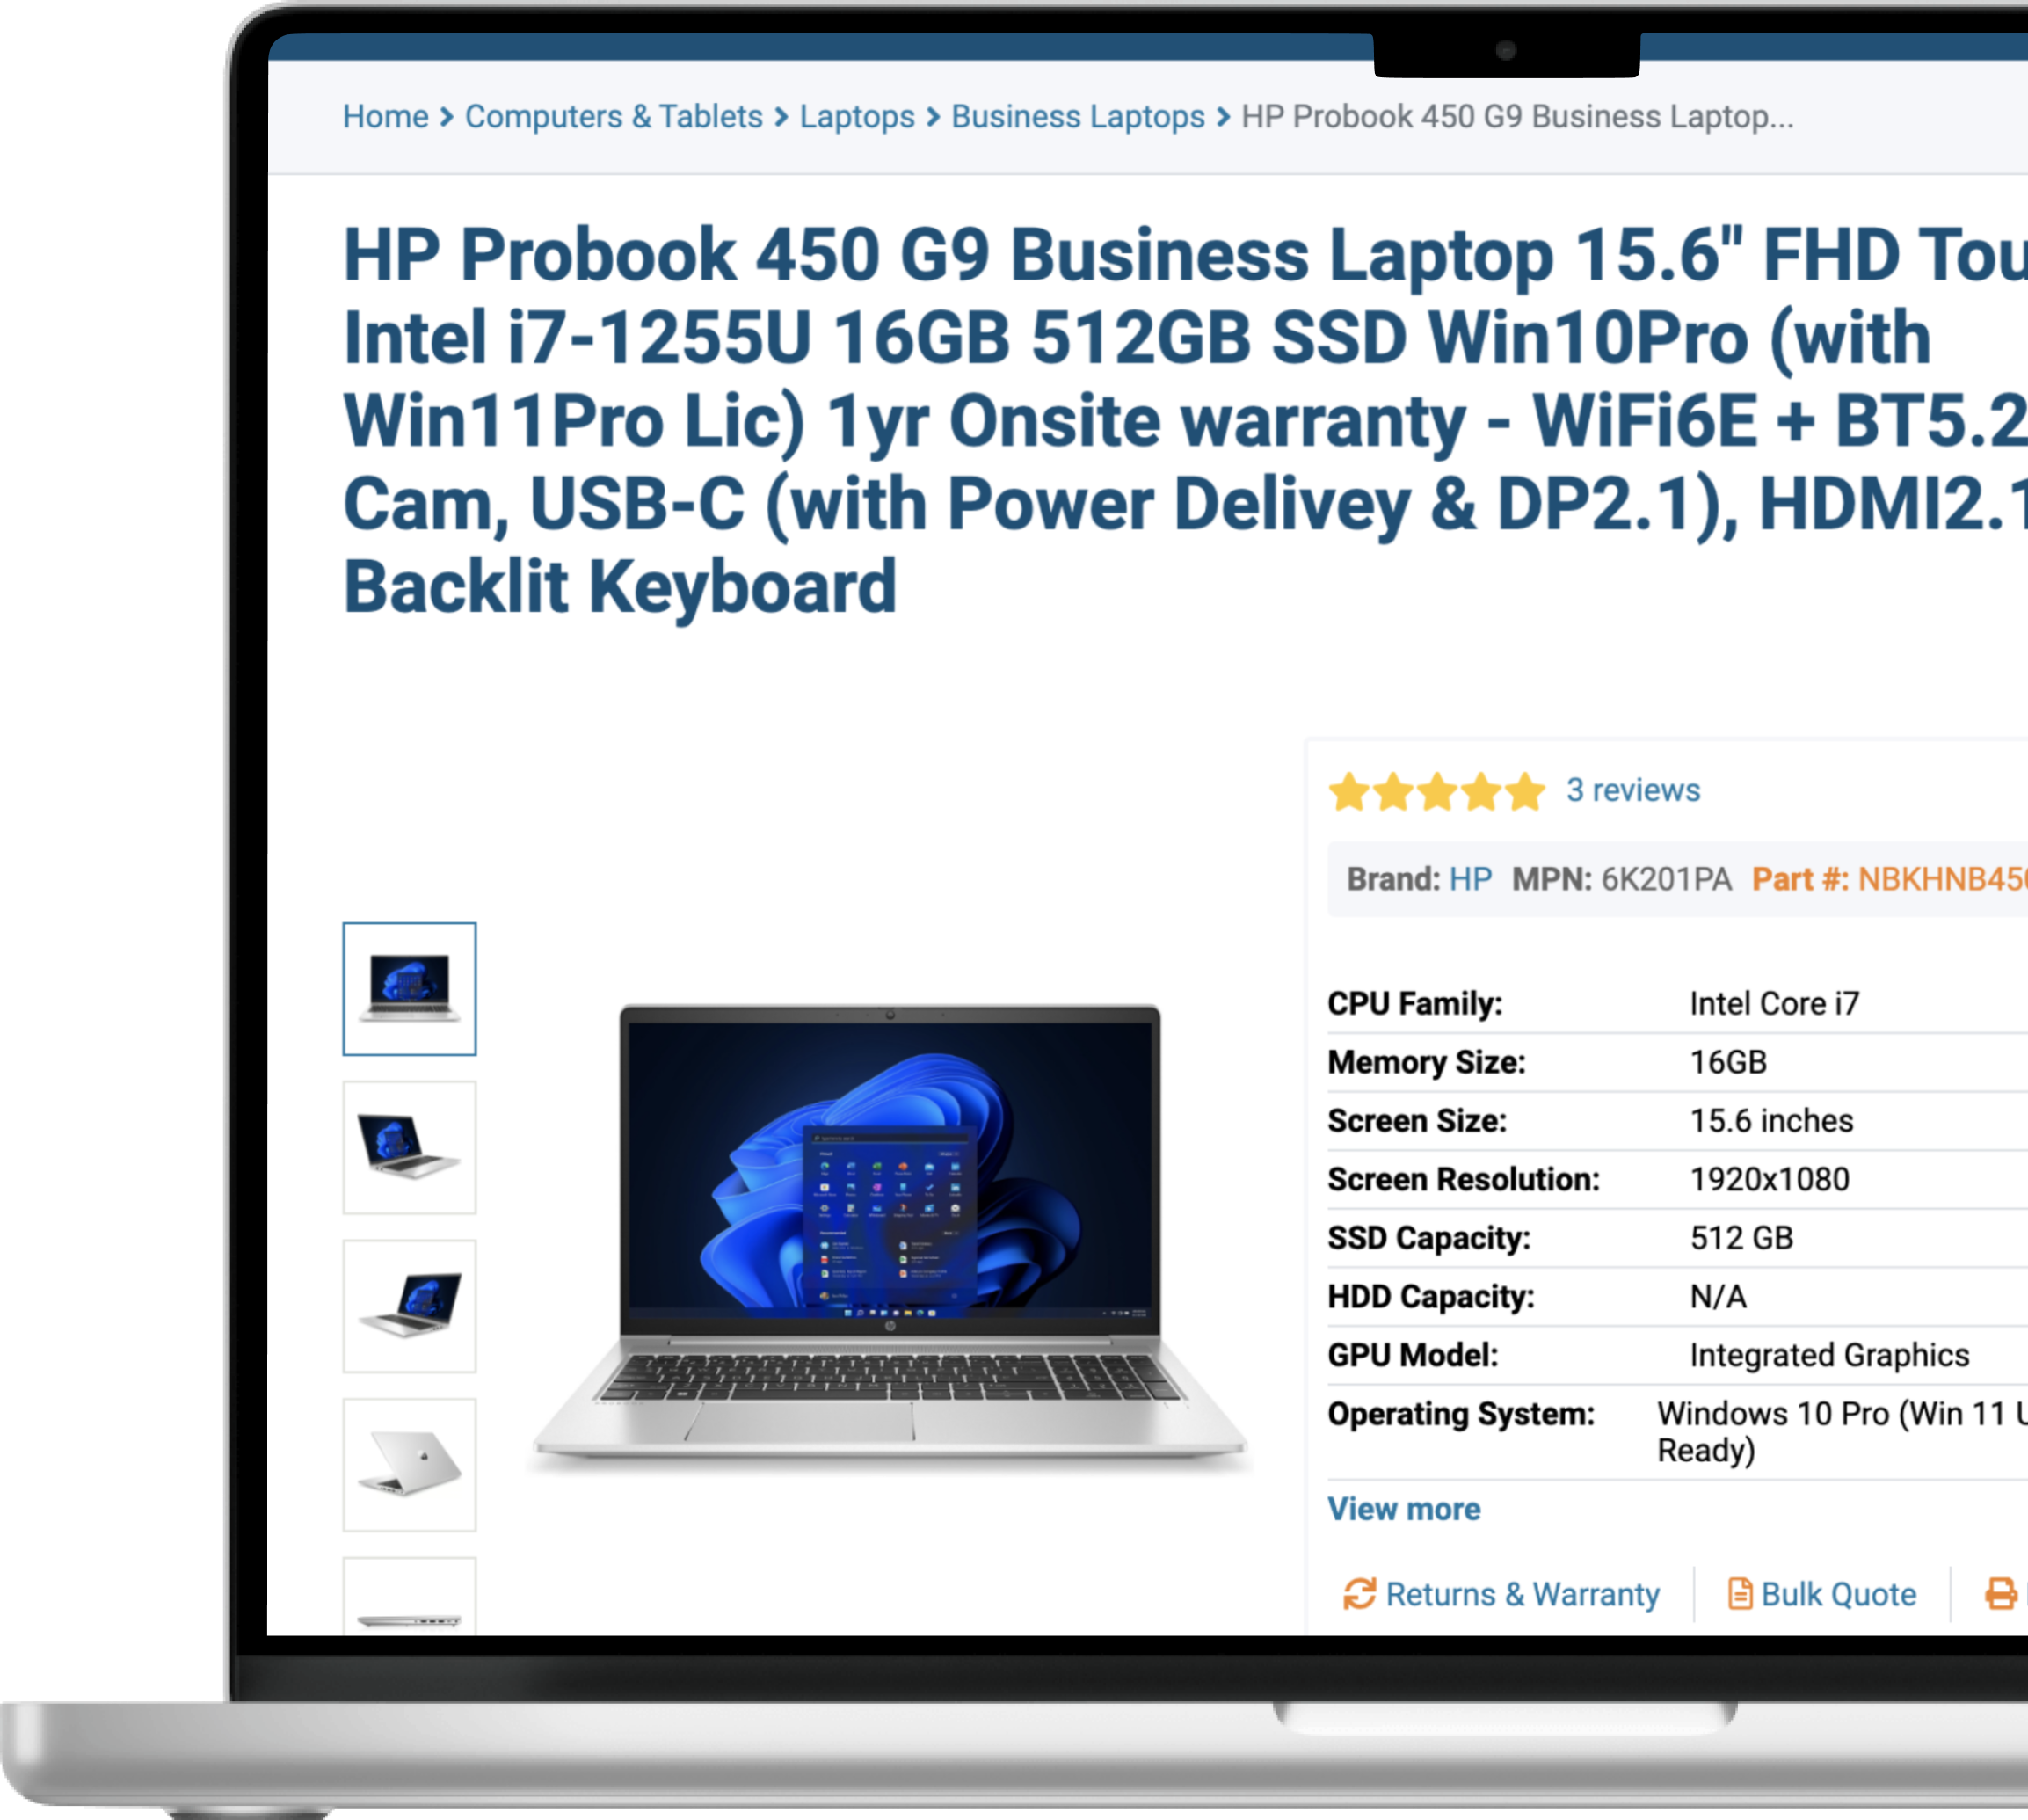 Home > Computers & Tablets > Laptops > Business Laptops > HP Probook 450 G9 Business Laptop...
HP Probook 450 G9 Business Laptop 15.6" FHD Tou
Intel i7-1255U 16GB 512GB SSD Win10Pro (with
Win11Pro Lic) 1yr Onsite warranty - WiFi6E + BT5.2
Cam, USB-C (with Power Delivey & DP2.1), HDMI2.1
Backlit Keyboard
3 reviews
Brand: HP MPN: 6K201PA Part #: NBKHNB450
CPU Family: Intel Core i7
Memory Size: 16GB
Screen Size: 15.6 inches
Screen Resolution: 1920x1080
SSD Capacity: 512 GB
HDD Capacity: N/A
GPU Model: Integrated Graphics
Operating System: Windows 10 Pro (Win 11 U
Ready)
View more
Returns & Warranty
Bulk Quote